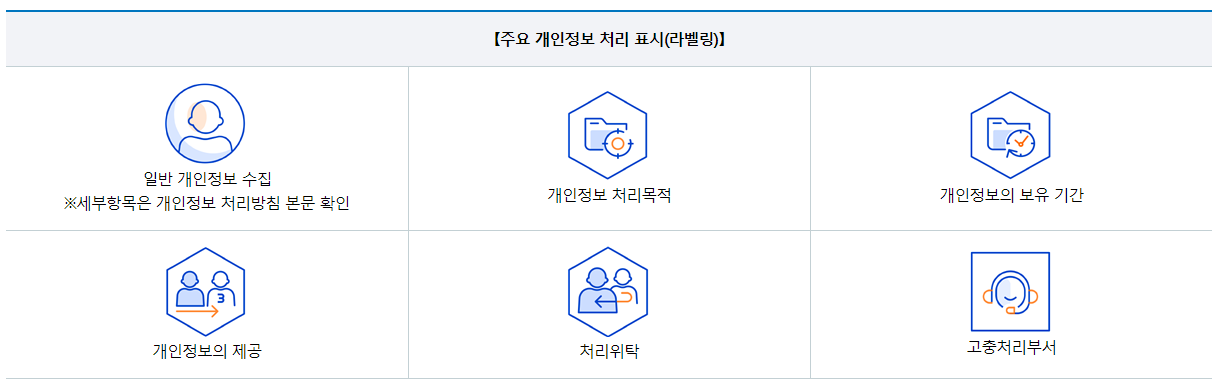 【주요 개인정보 처리 표시(라벨링)】
일반 개인정보 수집
※세부항목은 개인정보 처리방침 본문 확인
개인정보 처리목적
개인정보의 보유 기간
3
개인정보의 제공
처리위탁
고충처리부서